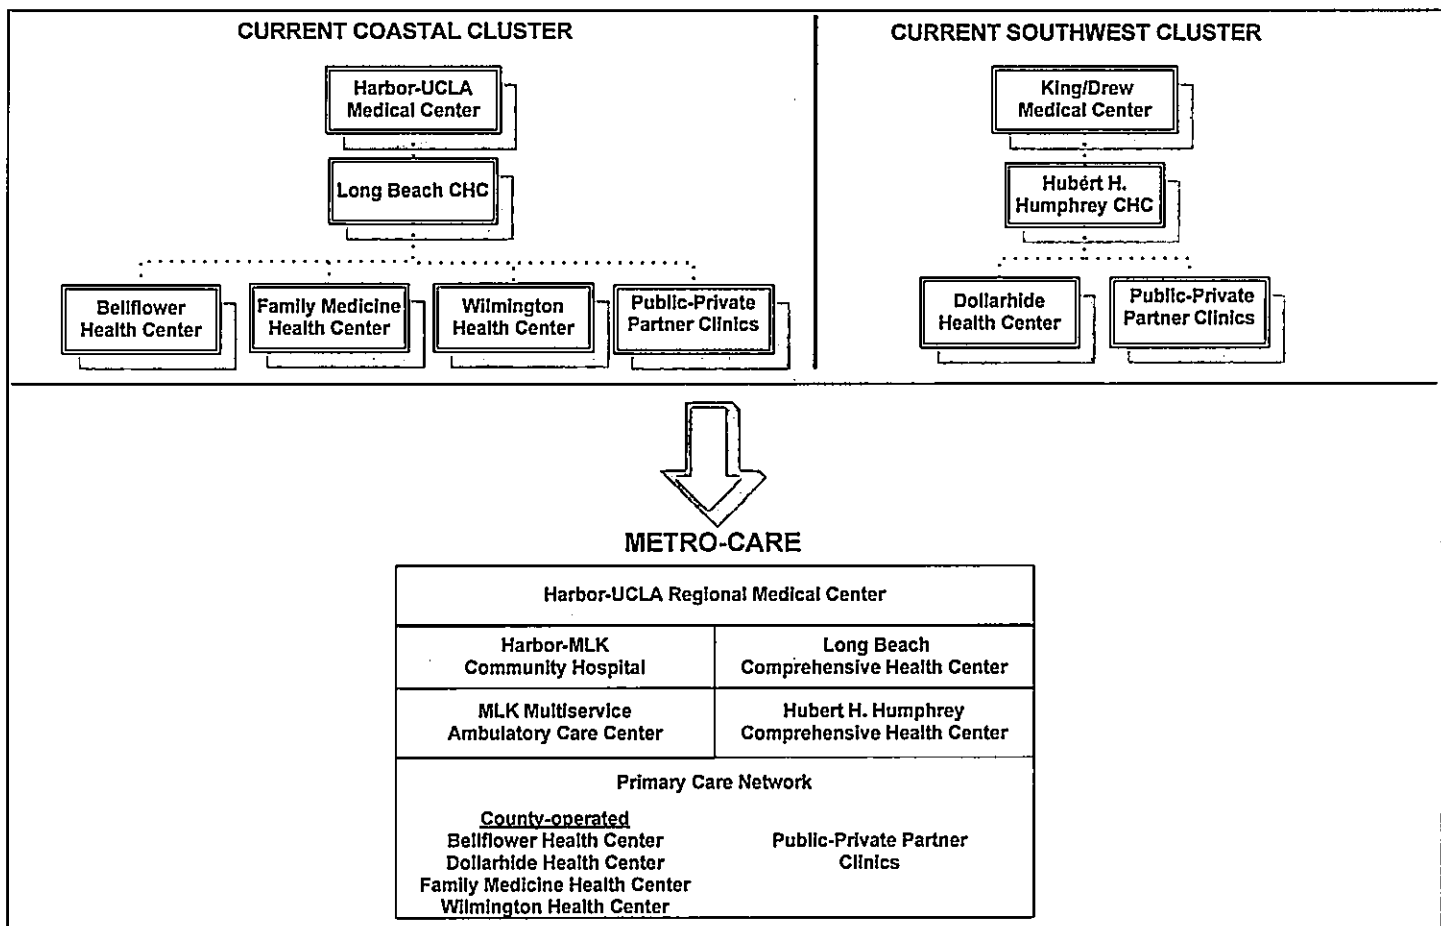 CURRENT COASTAL CLUSTER
Harbor-UCLA
Medical Center
Long Beach CHC
Bellflower
Health Center
Family Medicine
Health Center
Wilmington
Health Center
Public-Private
Partner Clinics
CURRENT SOUTHWEST CLUSTER
King/Drew
Medical Center
Hubert H.
Humphrey CHC
Dollarhide
Health Center
Public-Private
Partner Clinics
METRO-CARE
Harbor-UCLA Regional Medical Center
Harbor-MLK
Community Hospital
Long Beach
Comprehensive Health Center
MLK Multiservice
Ambulatory Care Center
Hubert H. Humphrey
Comprehensive Health Center
Primary Care Network
County-operated
Bellflower Health Center
Dollarhide Health Center
Family Medicine Health Center
Wilmington Health Center
Public-Private Partner
Clinics